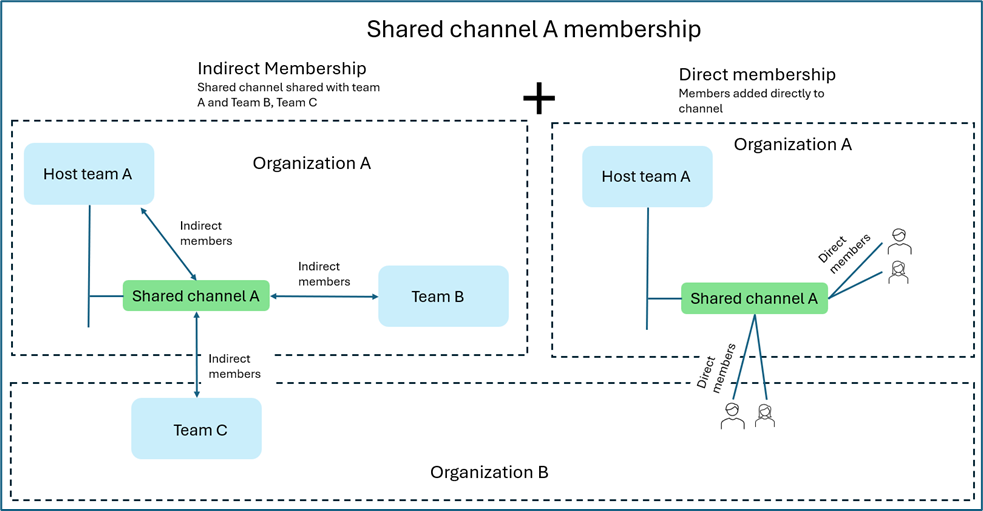 Shared channel A membership
Indirect Membership
Shared channel shared with team
A and Team B, Team C
Direct membership
Members added directly to
channel
Organization A
Host team A
Indirect
members
Indirect
members
Shared channel A
Team B
Indirect
members
Team C
Organization A
Host team A
Direct
members
Shared channel A
Direct
members
Organization B